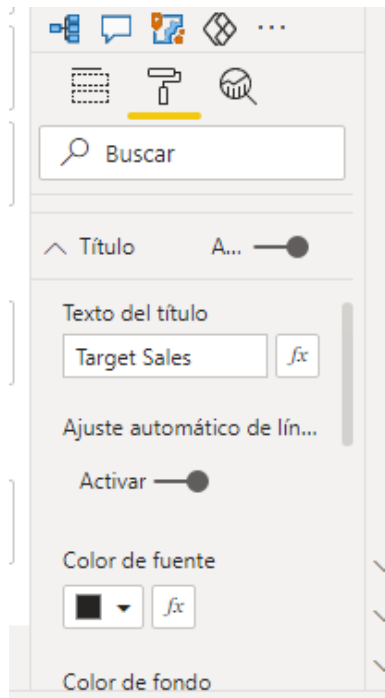 Buscar
Título A...
Texto del título
Target Sales fx
Ajuste automático de lín...
Activar
Color de fuente
fx
Color de fondo